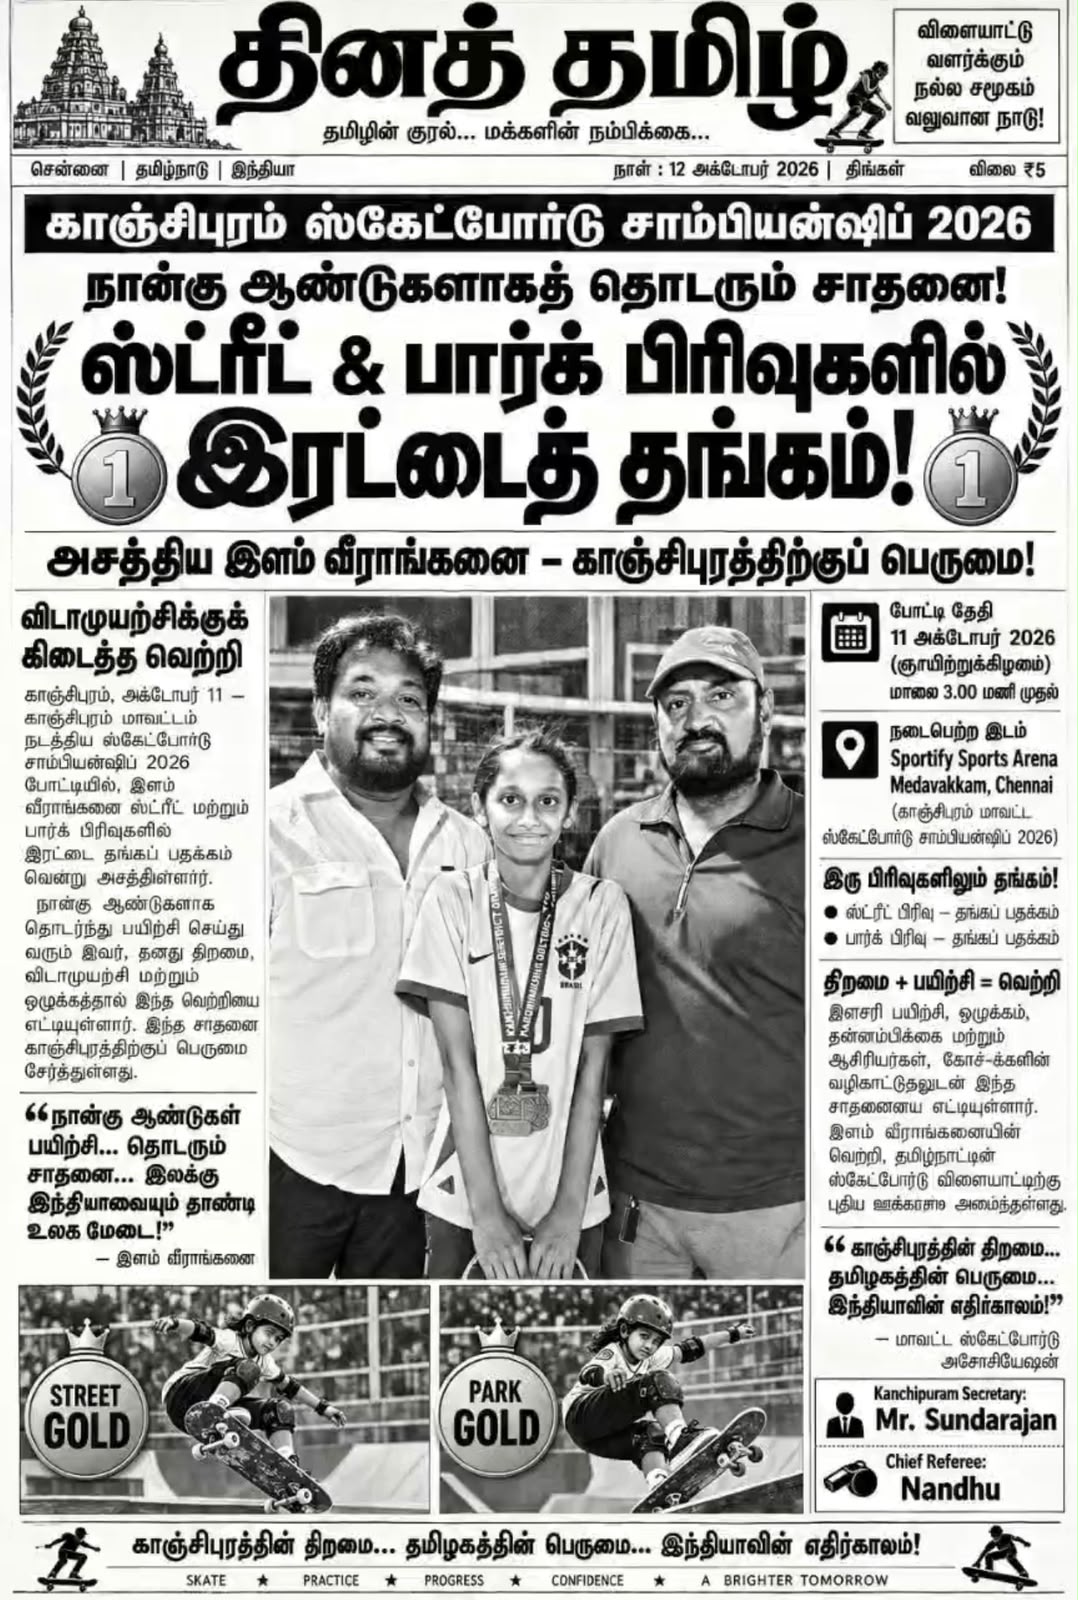 தினத் தமிழ்
தமிழின் குரல்... மக்களின் நம்பிக்கை...
விளையாட்டு
வளர்க்கும்
நல்ல சமூகம்
வலுவான நாடு!
சென்னை | தமிழ்நாடு | இந்தியா
நாள் : 12 அக்டோபர் 2026 | திங்கள்
விலை ₹5
காஞ்சிபுரம் ஸ்கேட்போர்டு சாம்பியன்ஷிப் 2026
நான்கு ஆண்டுகளாகத் தொடரும் சாதனை!
ஸ்ட்ரீட் & பார்க் பிரிவுகளில்
இரட்டைத் தங்கம்!
1
1
அசத்திய இளம் வீராங்கனை – காஞ்சிபுரத்திற்குப் பெருமை!
விடாமுயற்சிக்குக்
கிடைத்த வெற்றி
காஞ்சிபுரம், அக்டோபர் 11 –
காஞ்சிபுரம் மாவட்டம்
நடத்திய ஸ்கேட்போர்டு
சாம்பியன்ஷிப் 2026
போட்டியில், இளம்
வீராங்கனை ஸ்ட்ரீட் மற்றும்
பார்க் பிரிவுகளில்
இரட்டை தங்கப் பதக்கம்
வென்று
நான்கு ஆண்டுகளாக
தொடர்ந்து பயிற்சி செய்து
வரும் இவர், தனது திறமை,
விடாமுயற்சி மற்றும்
ஒழுக்கத்தால் இந்த வெற்றியை
எட்டியுள்ளார். இந்த சாதனை
காஞ்சிபுரத்திற்குப் பெருமை
சேர்த்துள்ளது.
“நான்கு ஆண்டுகள்
பயிற்சி... தொடரும்
சாதனை... இலக்கு
இந்தியாவையும் தாண்டி
உலக மேடை!”
– இளம் வீராங்கனை
BRASIL
போட்டி தேதி
11 அக்டோபர் 2026
(ஞாயிற்றுக்கிழமை)
மாலை 3.00 மணி முதல்
நடைபெற்ற இடம்
Sportify Sports Arena
Medavakkam, Chennai
(காஞ்சிபுரம் மாவட்ட
ஸ்கேட்போர்டு சாம்பியன்ஷிப் 2026)
இரு பிரிவுகளிலும் தங்கம்!
● ஸ்ட்ரீட் பிரிவு – தங்கப் பதக்கம்
● பார்க் பிரிவு – தங்கப் பதக்கம்
திறமை + பயிற்சி = வெற்றி
இளசரி பயிற்சி, ஒழுக்கம்,
தன்னம்பிக்கை மற்றும்
ஆசிரியர்கள், கோச்-க்களின்
வழிகாட்டுதலுடன் இந்த
சாதனையை எட்டியுள்ளார்.
இளம் வீராங்கனையின்
வெற்றி, தமிழ்நாட்டின்
ஸ்கேட்போர்டு விளையாட்டிற்கு
புதிய
“காஞ்சிபுரத்தின் திறமை...
தமிழகத்தின் பெருமை...
இந்தியாவின் எதிர்காலம்!”
– மாவட்ட ஸ்கேட்போர்டு
அசோசியேஷன்
STREET
GOLD
PARK
GOLD
Kanchipuram Secretary:
Mr. Sundarajan
Chief Referee:
Nandhu
காஞ்சிபுரத்தின் திறமை... தமிழகத்தின் பெருமை... இந்தியாவின் எதிர்காலம்!
SKATE ★ PRACTICE ★ PROGRESS ★ CONFIDENCE ★ A BRIGHTER TOMORROW